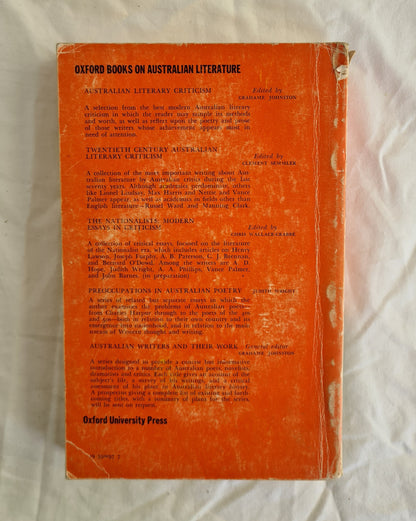 OXFORD BOOKS ON AUSTRALIAN LITERATURE
AUSTRALIAN LITERARY CRITICISM Edited by
GRAHAME JOHNSTON
A selection from the best modern Australian literary
criticism in which the reader may sample its methods
and worth, as well as reflect upon the poetry and prose
of those writers whose achievement appears most in
need of attention.
TWENTIETH CENTURY AUSTRALIAN
LITERARY CRITICISM Edited by
CLEMENT SEMMLER
A collection of the most important writing about Aus-
tralian literature by Australian critics during the last
seventy years. Although academics predominate, others
like Lionel Lindsay, Max Harris and Nettie, and Vance
Palmer appear, as well as academics in fields other than
English literature—Russel Ward and Manning Clark.
THE NATIONALISTS: MODERN
ESSAYS IN CRITICISM Edited by
CHRIS WALLACE-CRABBE
A collection of critical essays, focused on the literature
of the Nationalist era, which includes articles on Henry
Lawson, Joseph Furphy, A. B. Paterson, C. J. Brennan,
and Bernard O'Dowd. Among the writers are A. D.
Hope, Judith Wright, A. A. Phillips, Vance Palmer,
and John Barnes. (in preparation)
PREOCCUPATIONS IN AUSTRALIAN POETRY JUDITH WRIGHT
A series of related but separate essays in which the
author examines the problems of Australian poetry—
from Charles Harpur through to the poets of the
and in relation to their own country and its
emergence into nationhood, and in relation to the main-
stream of Western thought and writing.
AUSTRALIAN WRITERS AND THEIR WORK General editor
GRAHAME JOHNSTON
A series designed to provide a concise but informative
introduction to a number of Australian poets, novelists,
dramatists and critics. Each title gives an account of the
subject's life, a survey of his writings, and a critical
assessment of his place in Australian literary history.
A prospectus giving a complete list of existing and forth-
coming titles, with a summary of plans for the series,
will be sent on request.
Oxford University Press